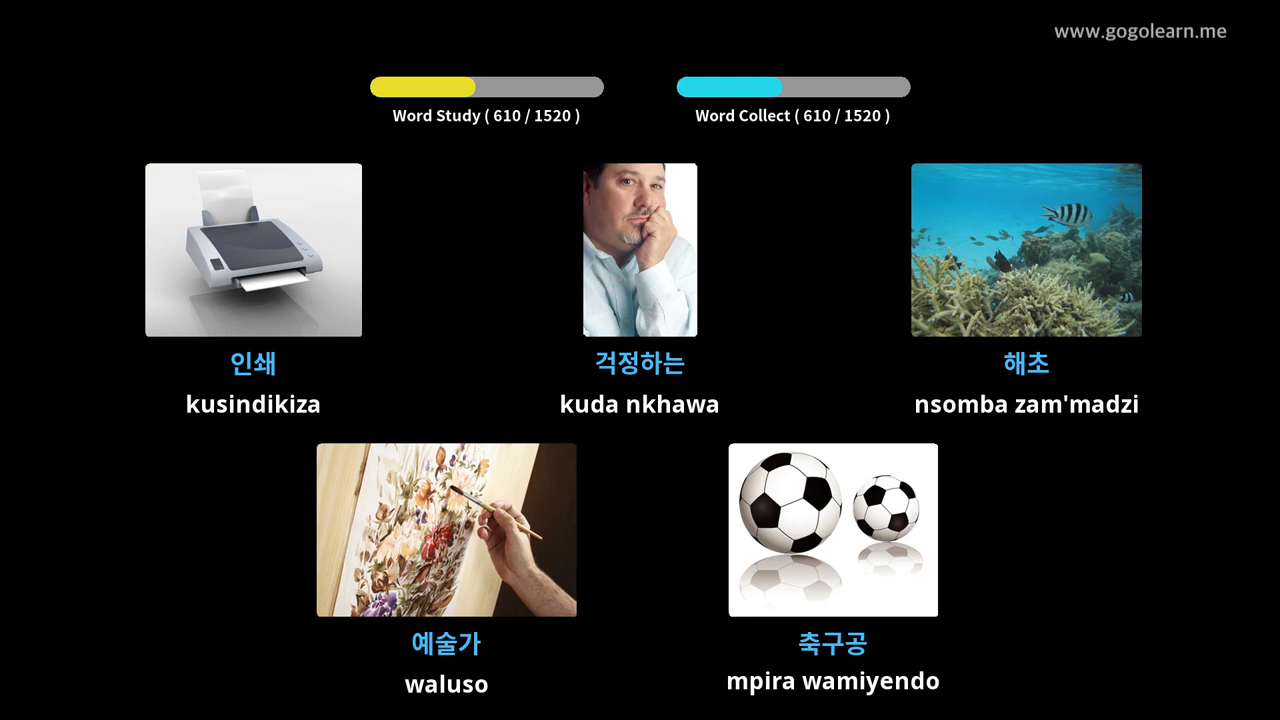 www.gogolearn.me
Word Study ( 610 / 1520 )
Word Collect ( 610 / 1520 )
인쇄
걱정하는
해초
kusindikiza
kuda nkhawa
nsomba zam'madzi
예술가
축구공
waluso
mpira wamiyendo